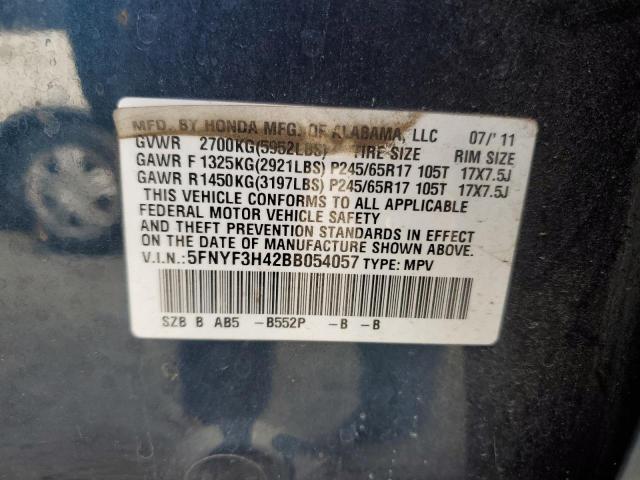 MFD. BY HONDA MFG. OF ALABAMA, LLC 07/'11
GVWR 2700KG(5952LBS) TIRE SIZE RIM SIZE
GAWR F 1325KG(2921LBS) P245/65R17 105T 17X7.5J
GAWR R 1450KG(3197LBS) P245/65R17 105T 17X7.5J
THIS VEHICLE CONFORMS TO ALL APPLICABLE
FEDERAL MOTOR VEHICLE SAFETY
AND THEFT PREVENTION STANDARDS IN EFFECT
ON THE DATE OF MANUFACTURE SHOWN ABOVE.
V.I.N.: 5FNYF3H42BB054057 TYPE: MPV
SZB B AB5 -B552P -B -B